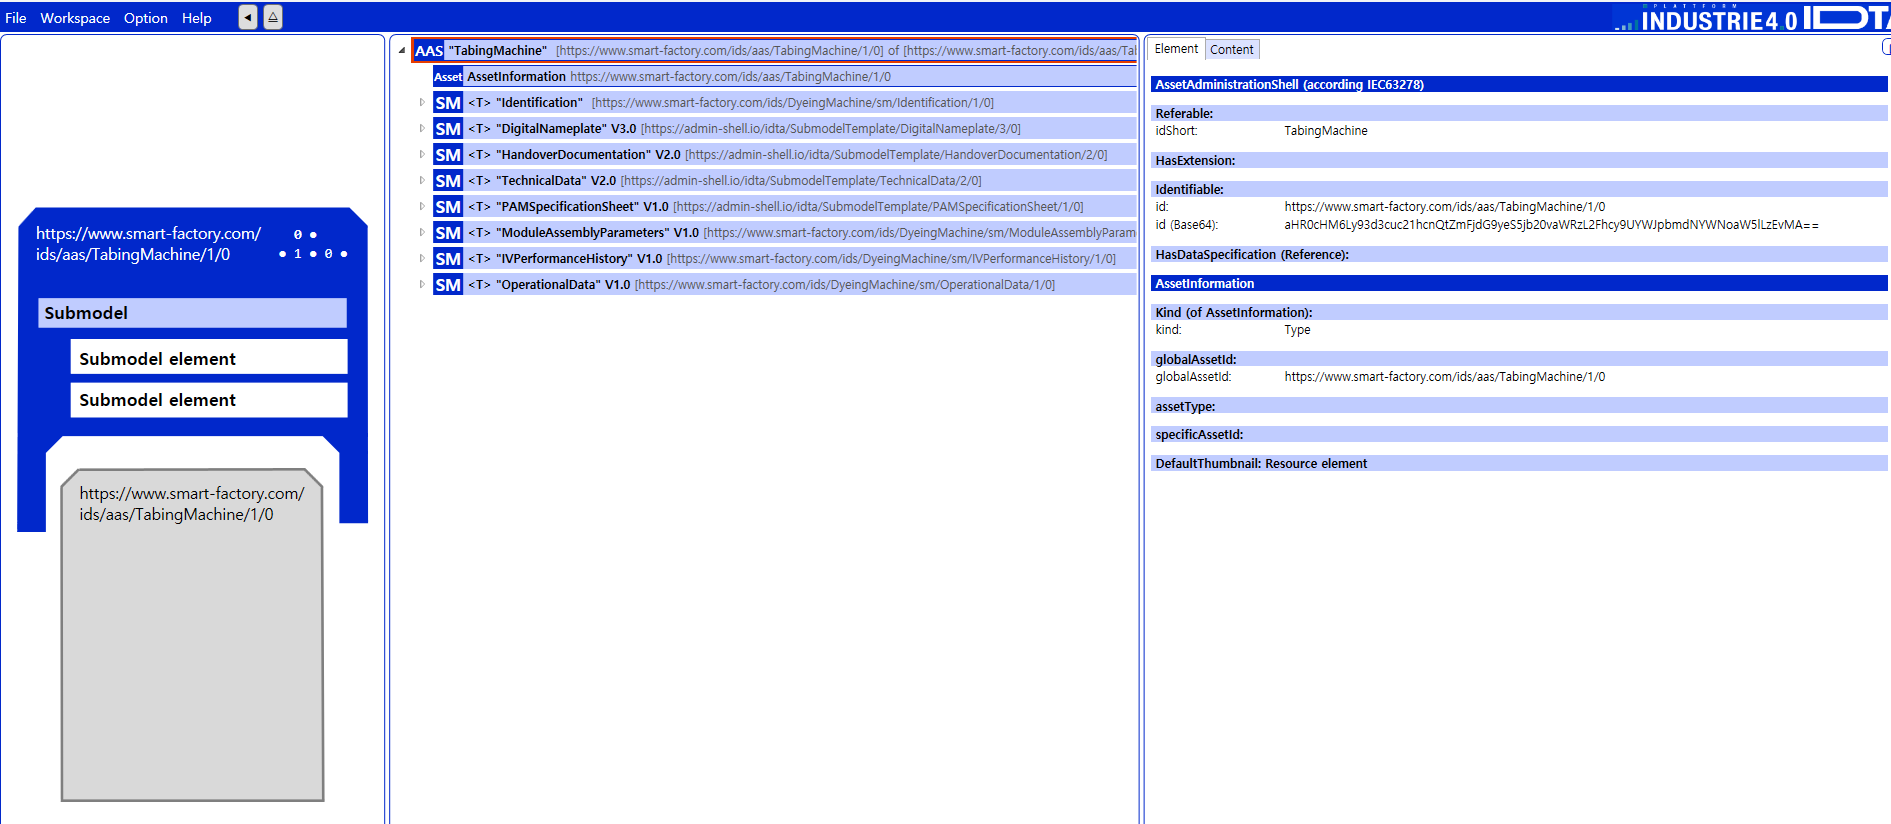 File Workspace Option Help
PLATTFORM
INDUSTRIE4.0 IDTA
https://www.smart-factory.com/
ids/aas/TabingMachine/1/0
0
1 0
Submodel
Submodel element
Submodel element
https://www.smart-factory.com/
ids/aas/TabingMachine/1/0
AAS "TabingMachine" [https://www.smart-factory.com/ids/aas/TabingMachine/1/0] of [https://www.smart-factory.com/ids/aas/Tal
Asset AssetInformation https://www.smart-factory.com/ids/aas/TabingMachine/1/0
SM <T> "Identification" [https://www.smart-factory.com/ids/DyeingMachine/sm/Identification/1/0]
SM <T> "DigitalNameplate" V3.0 [https://admin-shell.io/idta/SubmodelTemplate/DigitalNameplate/3/0]
SM <T> "HandoverDocumentation" V2.0 [https://admin-shell.io/idta/SubmodelTemplate/HandoverDocumentation/2/0]
SM <T> "TechnicalData" V2.0 [https://admin-shell.io/idta/SubmodelTemplate/TechnicalData/2/0]
SM <T> "PAMSpecificationSheet" V1.0 [https://admin-shell.io/idta/SubmodelTemplate/PAMSpecificationSheet/1/0]
SM <T> "ModuleAssemblyParameters" V1.0 [https://www.smart-factory.com/ids/DyeingMachine/sm/ModuleAssemblyParam
SM <T> "IVPerformanceHistory" V1.0 [https://www.smart-factory.com/ids/DyeingMachine/sm/IVPerformanceHistory/1/0]
SM <T> "OperationalData" V1.0 [https://www.smart-factory.com/ids/DyeingMachine/sm/OperationalData/1/0]
Element Content
AssetAdministrationShell (according IEC63278)
Referable:
idShort: TabingMachine
HasExtension:
Identifiable:
id: https://www.smart-factory.com/ids/aas/TabingMachine/1/0
id (Base64): aHR0cHM6Ly93d3cuc21hcnQtZmFjdG9yeS5jb20vaWRzL2Fhcy9UYWJpbmdNYWNoaW5lLzEvMA==
HasDataSpecification (Reference):
AssetInformation
Kind (of AssetInformation):
kind: Type
globalAssetId:
globalAssetId: https://www.smart-factory.com/ids/aas/TabingMachine/1/0
assetType:
specificAssetId:
DefaultThumbnail: Resource element